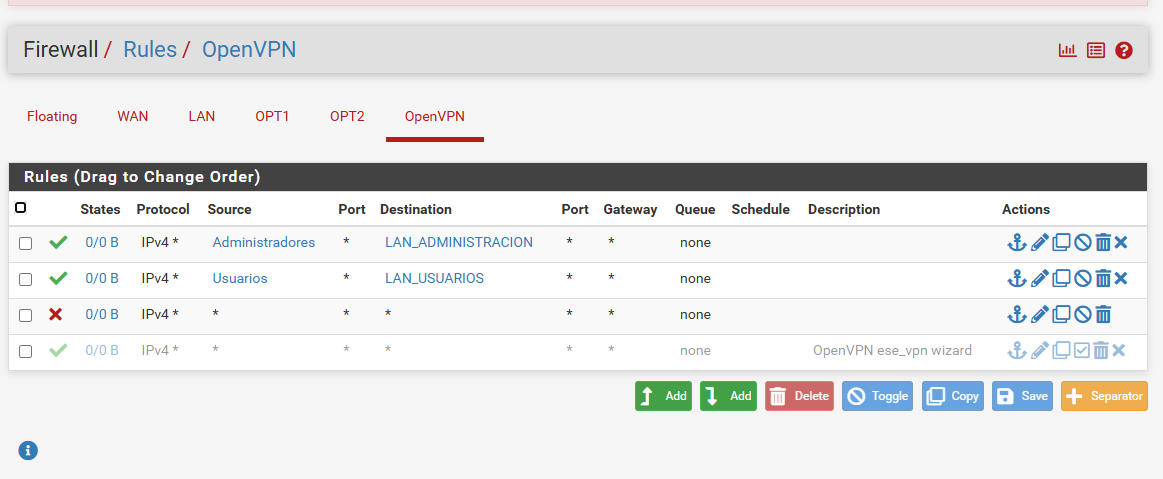 Firewall / Rules / OpenVPN
Floating WAN LAN OPT1 OPT2 OpenVPN
Rules (Drag to Change Order)
States Protocol Source Port Destination Port Gateway Queue Schedule Description Actions
0/0 B IPv4 * Administradores * LAN_ADMINISTRACION * * none
0/0 B IPv4 * Usuarios * LAN_USUARIOS * * none
0/0 B IPv4 * * * * * * none
0/0 B IPv4 * * * * * * none OpenVPN ese_vpn wizard
Add Add Delete Toggle Copy Save Separator